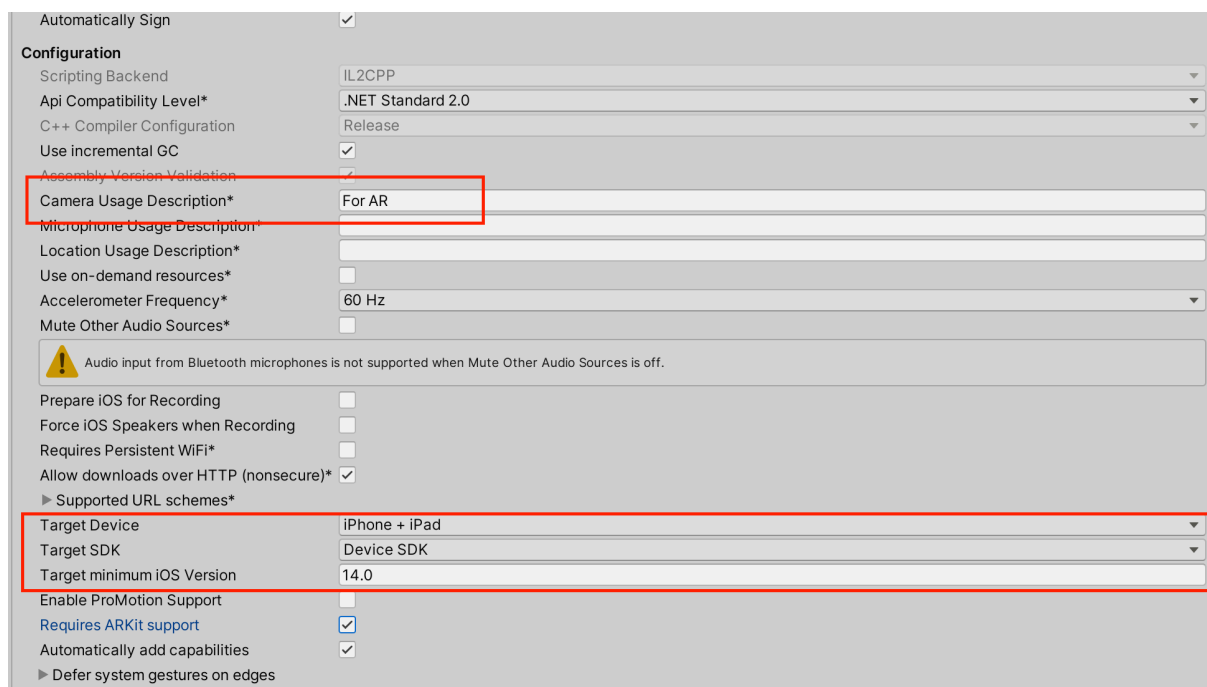 Automatically Sign
Configuration
Scripting Backend IL2CPP
Api Compatibility Level* .NET Standard 2.0
C++ Compiler Configuration Release
Use incremental GC
Assembly Version Validation
Camera Usage Description* For AR
Microphone Usage Description*
Location Usage Description*
Use on-demand resources*
Accelerometer Frequency* 60 Hz
Mute Other Audio Sources*
Audio input from Bluetooth microphones is not supported when Mute Other Audio Sources is off.
Prepare iOS for Recording
Force iOS Speakers when Recording
Requires Persistent WiFi*
Allow downloads over HTTP (nonsecure)*
Supported URL schemes*
Target Device iPhone + iPad
Target SDK Device SDK
Target minimum iOS Version 14.0
Enable ProMotion Support
Requires ARKit support
Automatically add capabilities
Defer system gestures on edges